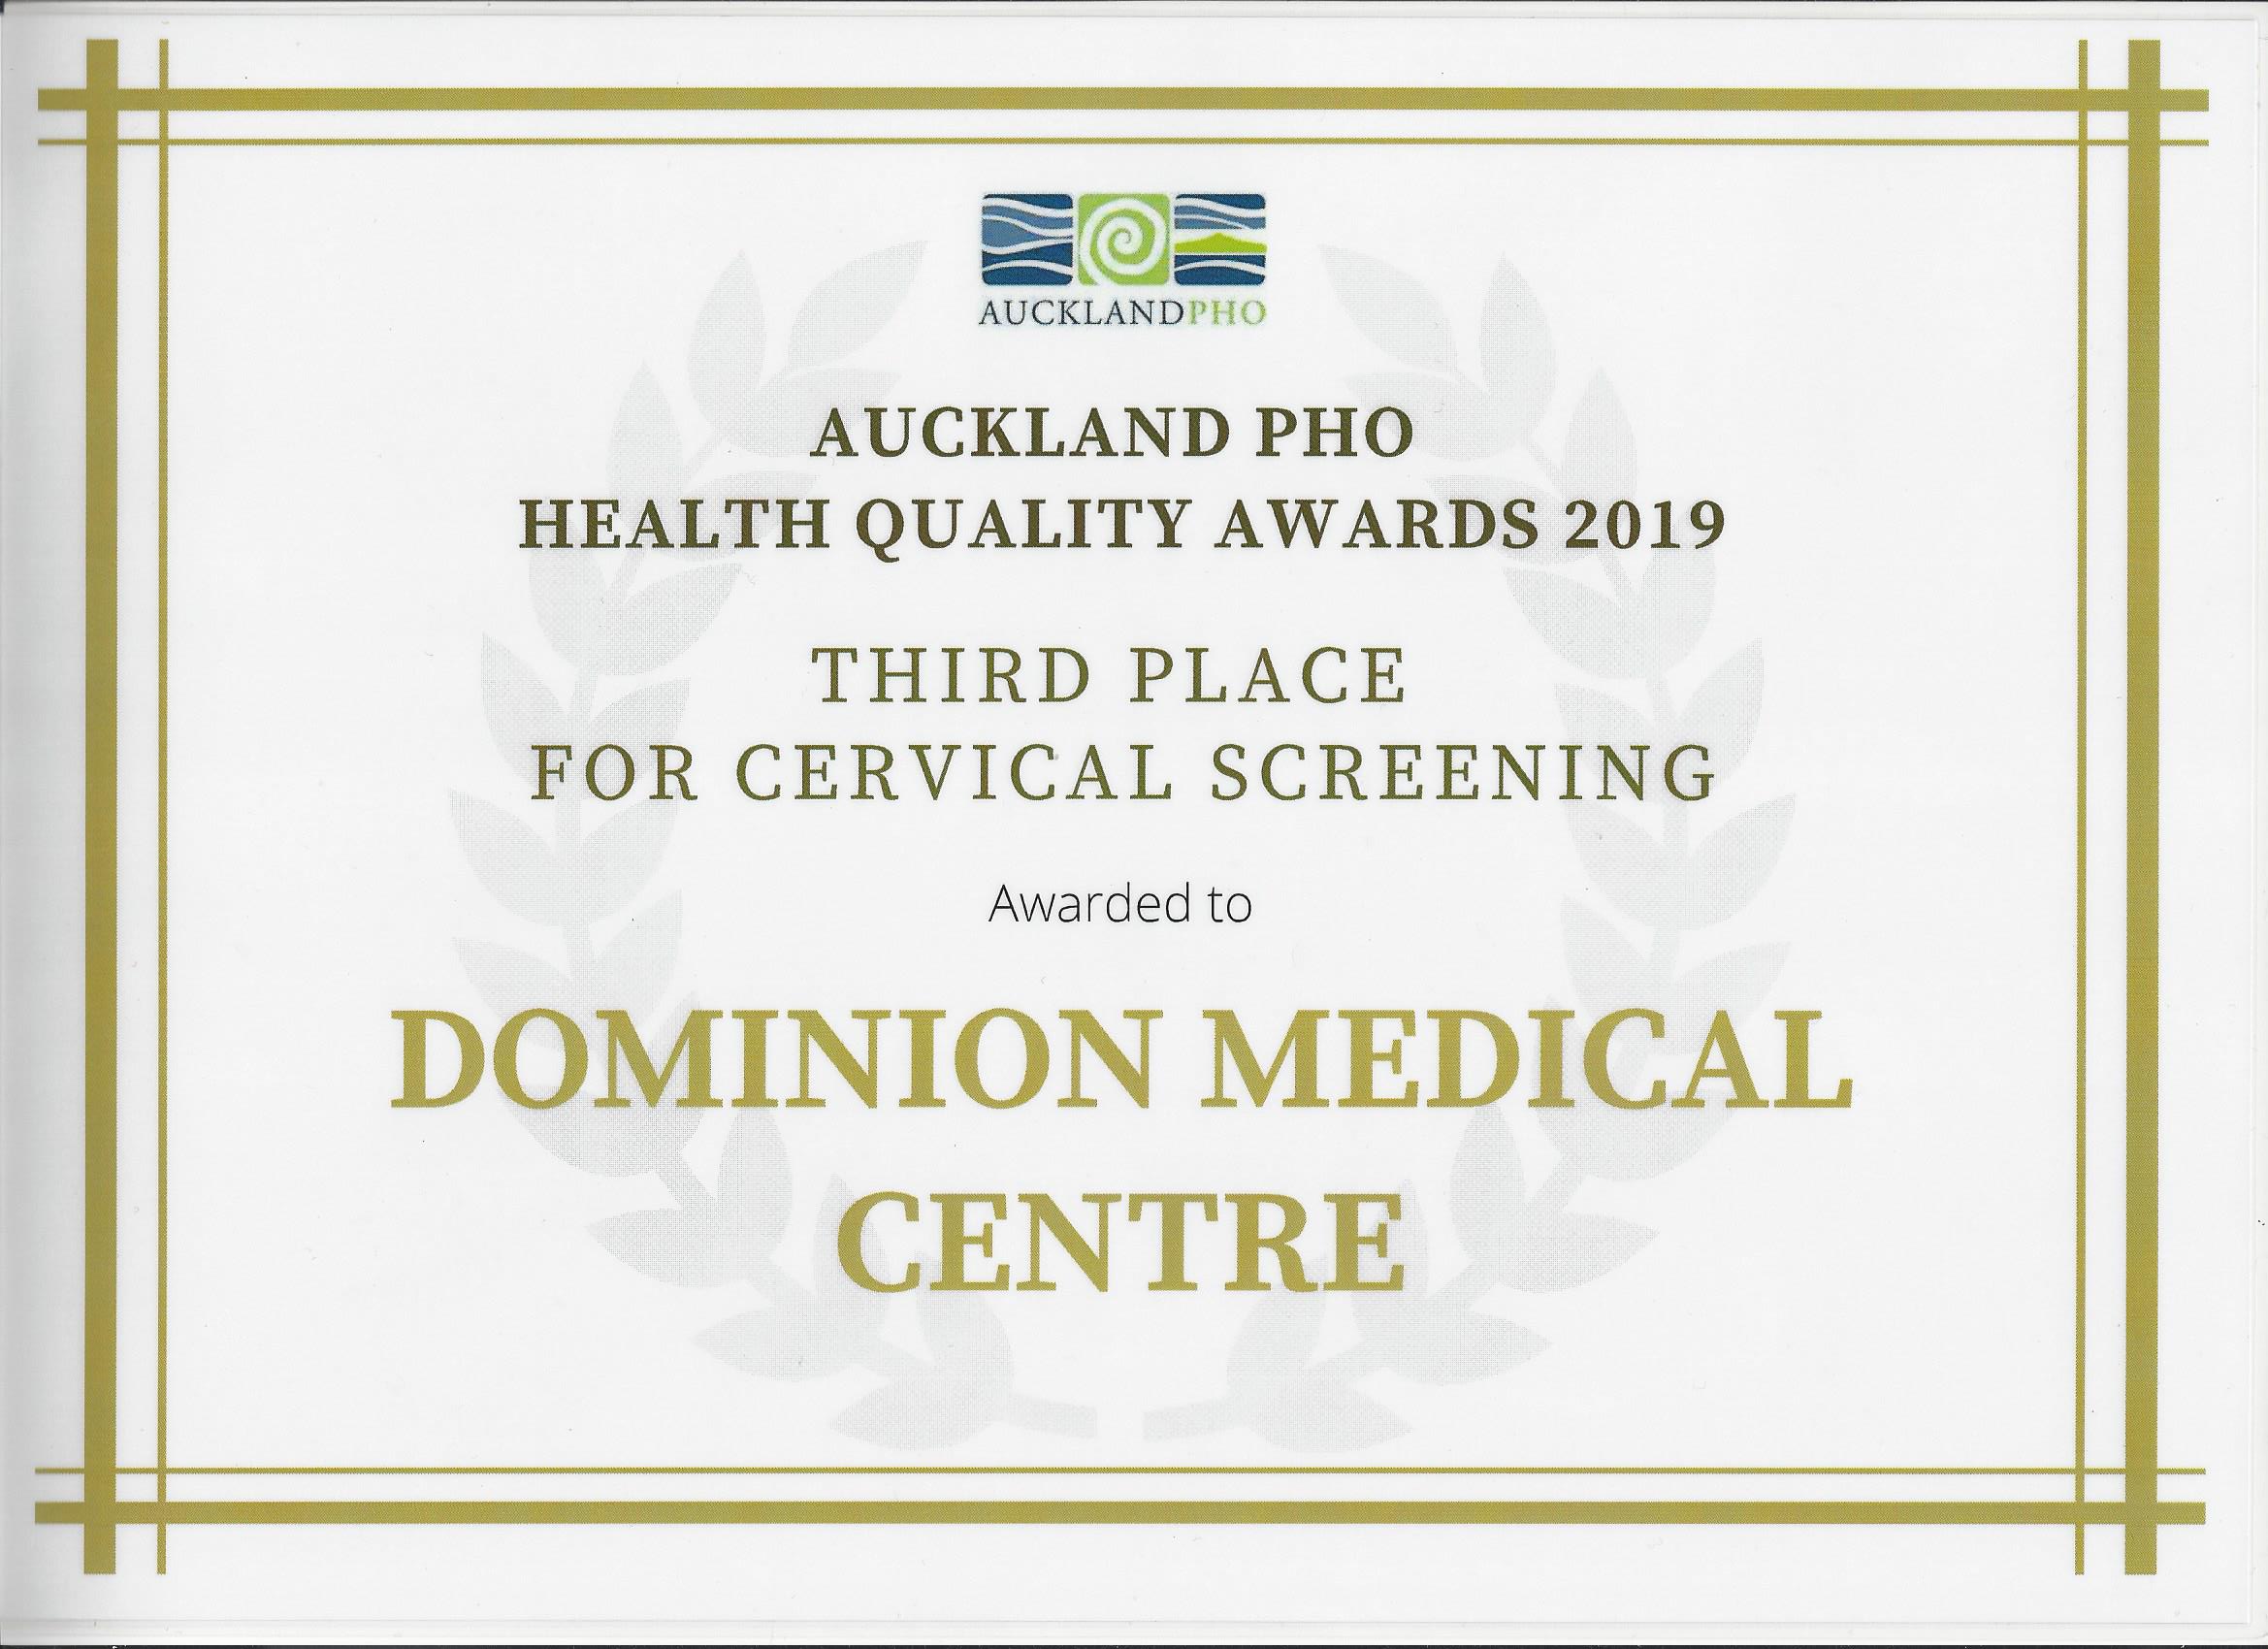 AUCKLANDPHO
AUCKLAND PHO
HEALTH QUALITY AWARDS 2019
THIRD PLACE
FOR CERVICAL SCREENING
Awarded to
DOMINION MEDICAL
CENTRE